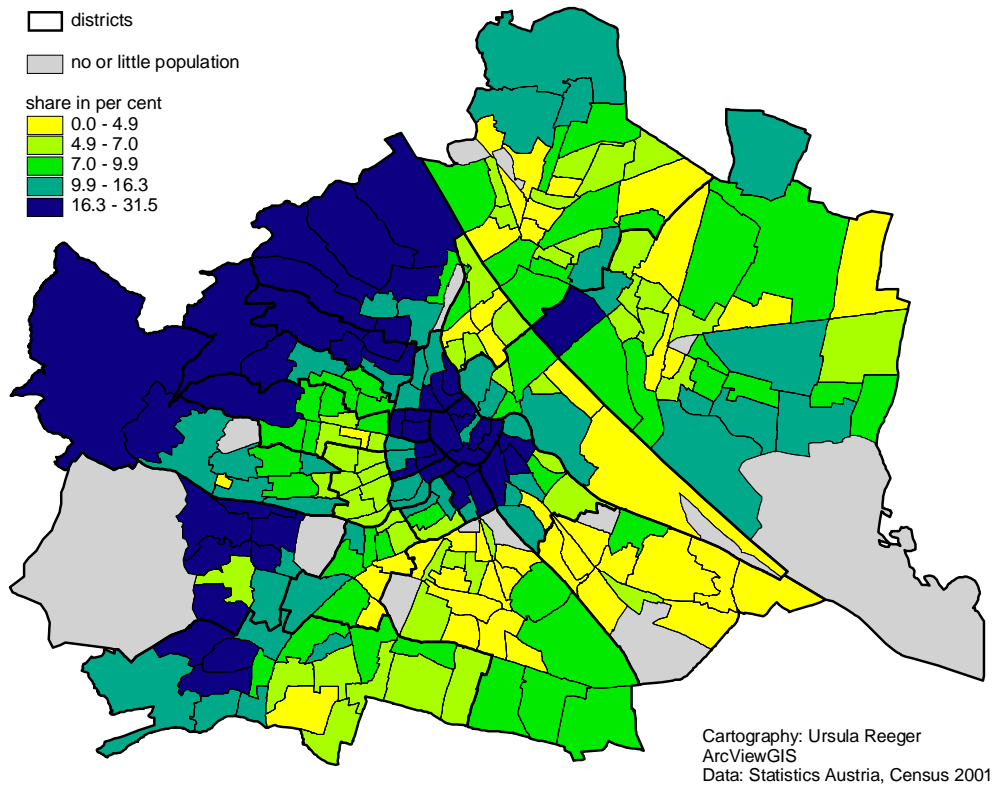 districts
no or little population
share in per cent
0.0 - 4.9
4.9 - 7.0
7.0 - 9.9
9.9 - 16.3
16.3 - 31.5
Cartography: Ursula Reeger
ArcViewGIS
Data: Statistics Austria, Census 2001